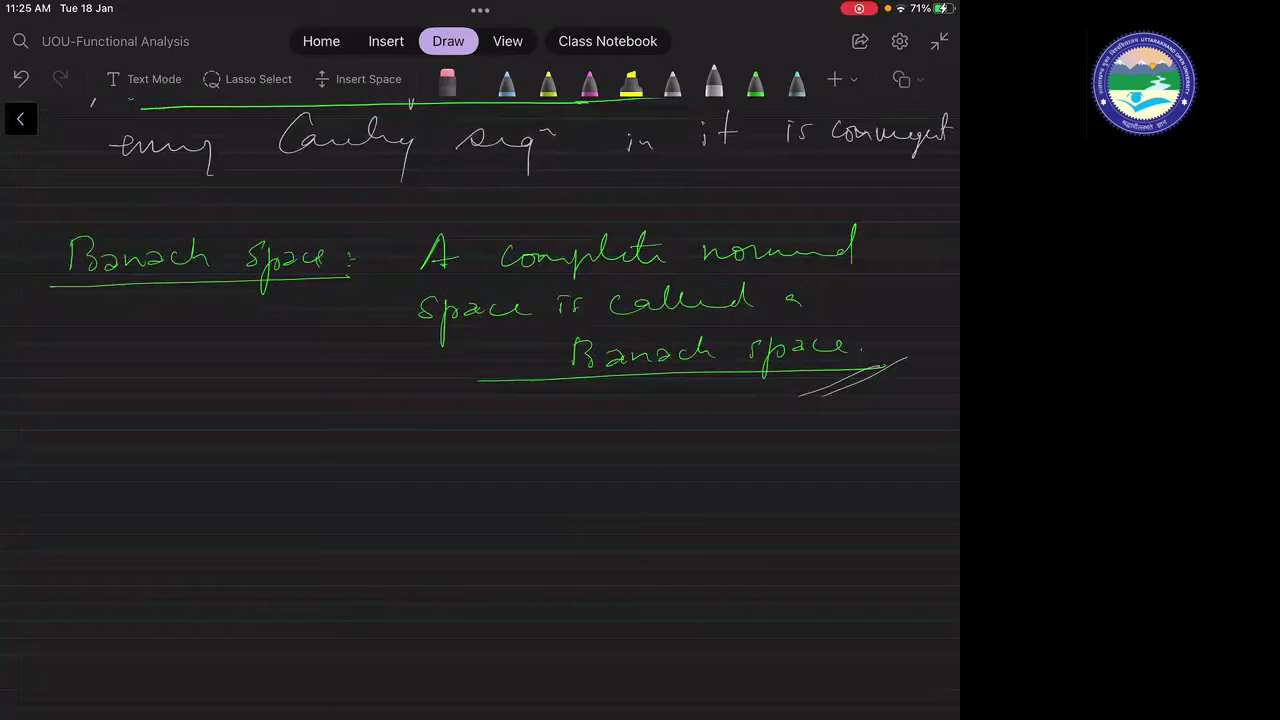 11:25 AM Tue 18 Jan 71%
UOU-Functional Analysis Home Insert Draw View Class Notebook
Text Mode Lasso Select Insert Space
every Cauchy seqn in it is convergent
Banach space: A complete normed
space is called a
Banach space.